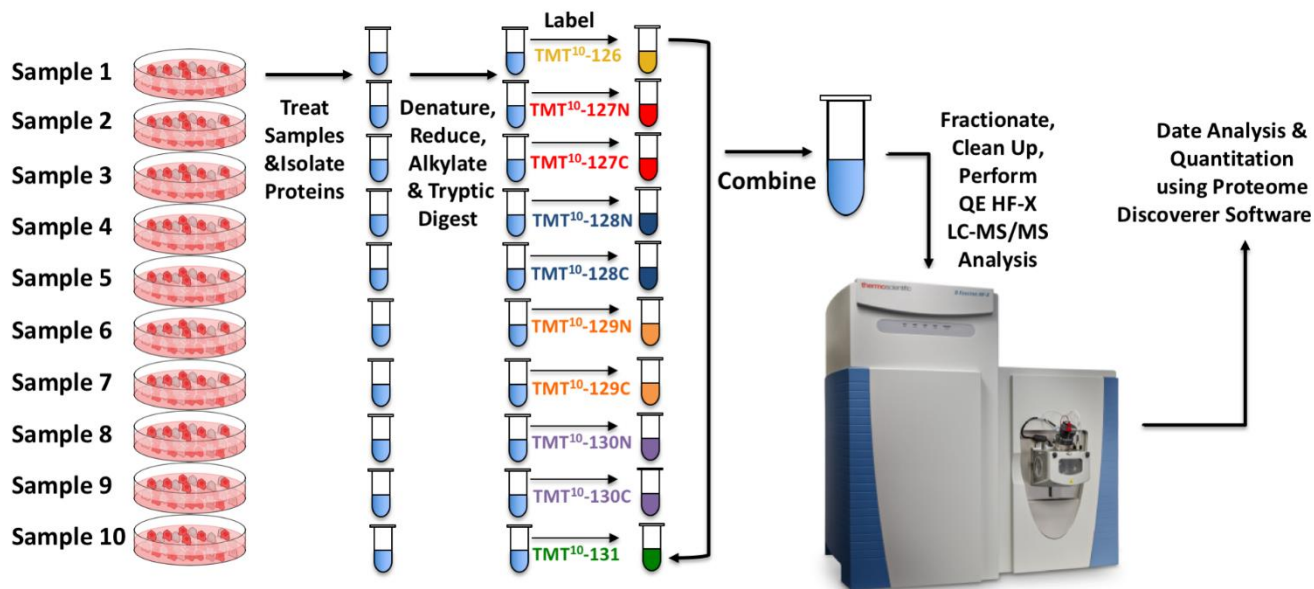 Sample 1
Sample 2
Sample 3
Sample 4
Sample 5
Sample 6
Sample 7
Sample 8
Sample 9
Sample 10
Treat
Samples
&Isolate
Proteins
Denature,
Reduce,
Alkylate
& Tryptic
Digest
Label
TMT¹⁰-126
TMT¹⁰-127N
TMT¹⁰-127C
TMT¹⁰-128N
TMT¹⁰-128C
TMT¹⁰-129N
TMT¹⁰-129C
TMT¹⁰-130N
TMT¹⁰-130C
TMT¹⁰-131
Combine
Fractionate,
Clean Up,
Perform
QE HF-X
LC-MS/MS
Analysis
thermoscientific
Date Analysis &
Quantitation
using Proteome
Discoverer Software